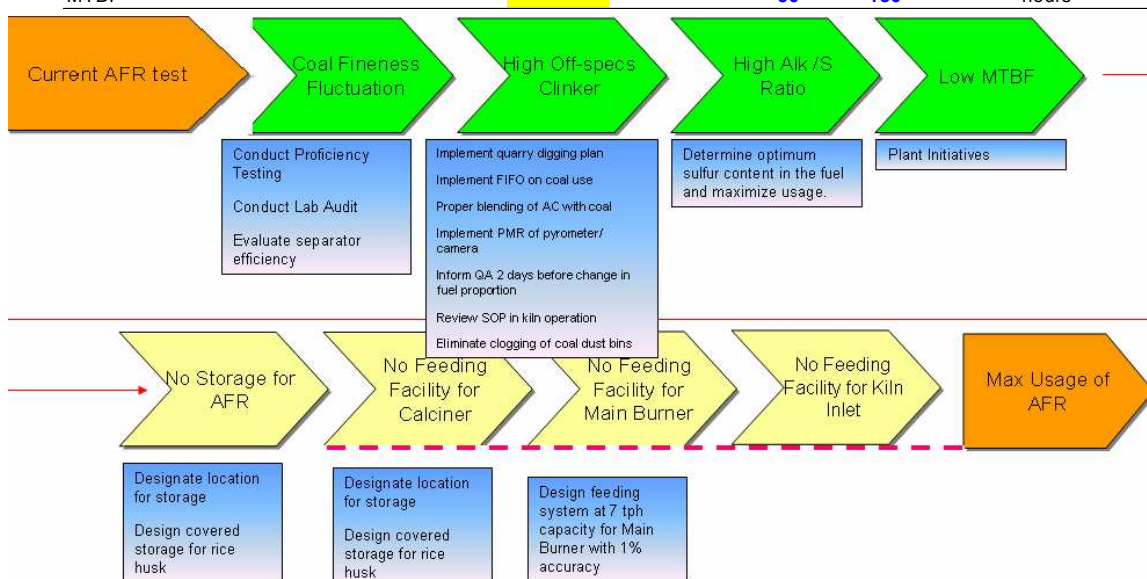 MTBF hours
Current AFR test
Coal Fineness
Fluctuation
High Off-specs
Clinker
High Alk /S
Ratio
Low MTBF
Conduct Proficiency
Testing
Conduct Lab Audit
Evaluate separator
efficiency
Implement quarry digging plan
Implement FIFO on coal use
Proper blending of AC with coal
Implement PMR of pyrometer/
camera
Inform QA 2 days before change in
fuel proportion
Review SOP in kiln operation
Eliminate clogging of coal dust bins
Determine optimum
sulfur content in the fuel
and maximize usage.
Plant Initiatives
No Storage for
AFR
No Feeding
Facility for
Calciner
No Feeding
Facility for
Main Burner
No Feeding
Facility for Kiln
Inlet
Max Usage of
AFR
Designate location
for storage
Design covered
storage for rice
husk
Designate location
for storage
Design covered
storage for rice
husk
Design feeding
system at 7 tph
capacity for Main
Burner with 1%
accuracy